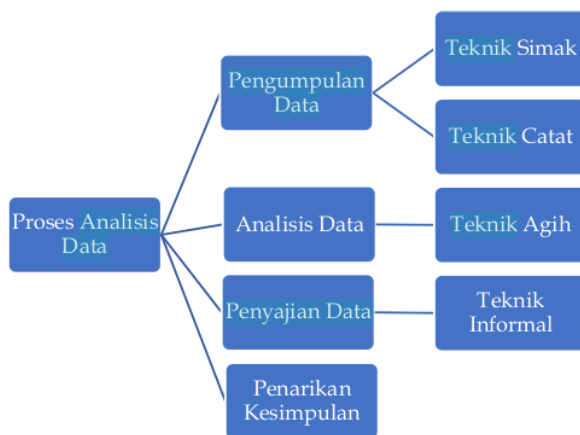 Proses Analisis
Data
Pengumpulan
Data
Teknik Simak
Teknik Catat
Analisis Data
Teknik Agih
Penyajian Data
Teknik
Informal
Penarikan
Kesimpulan